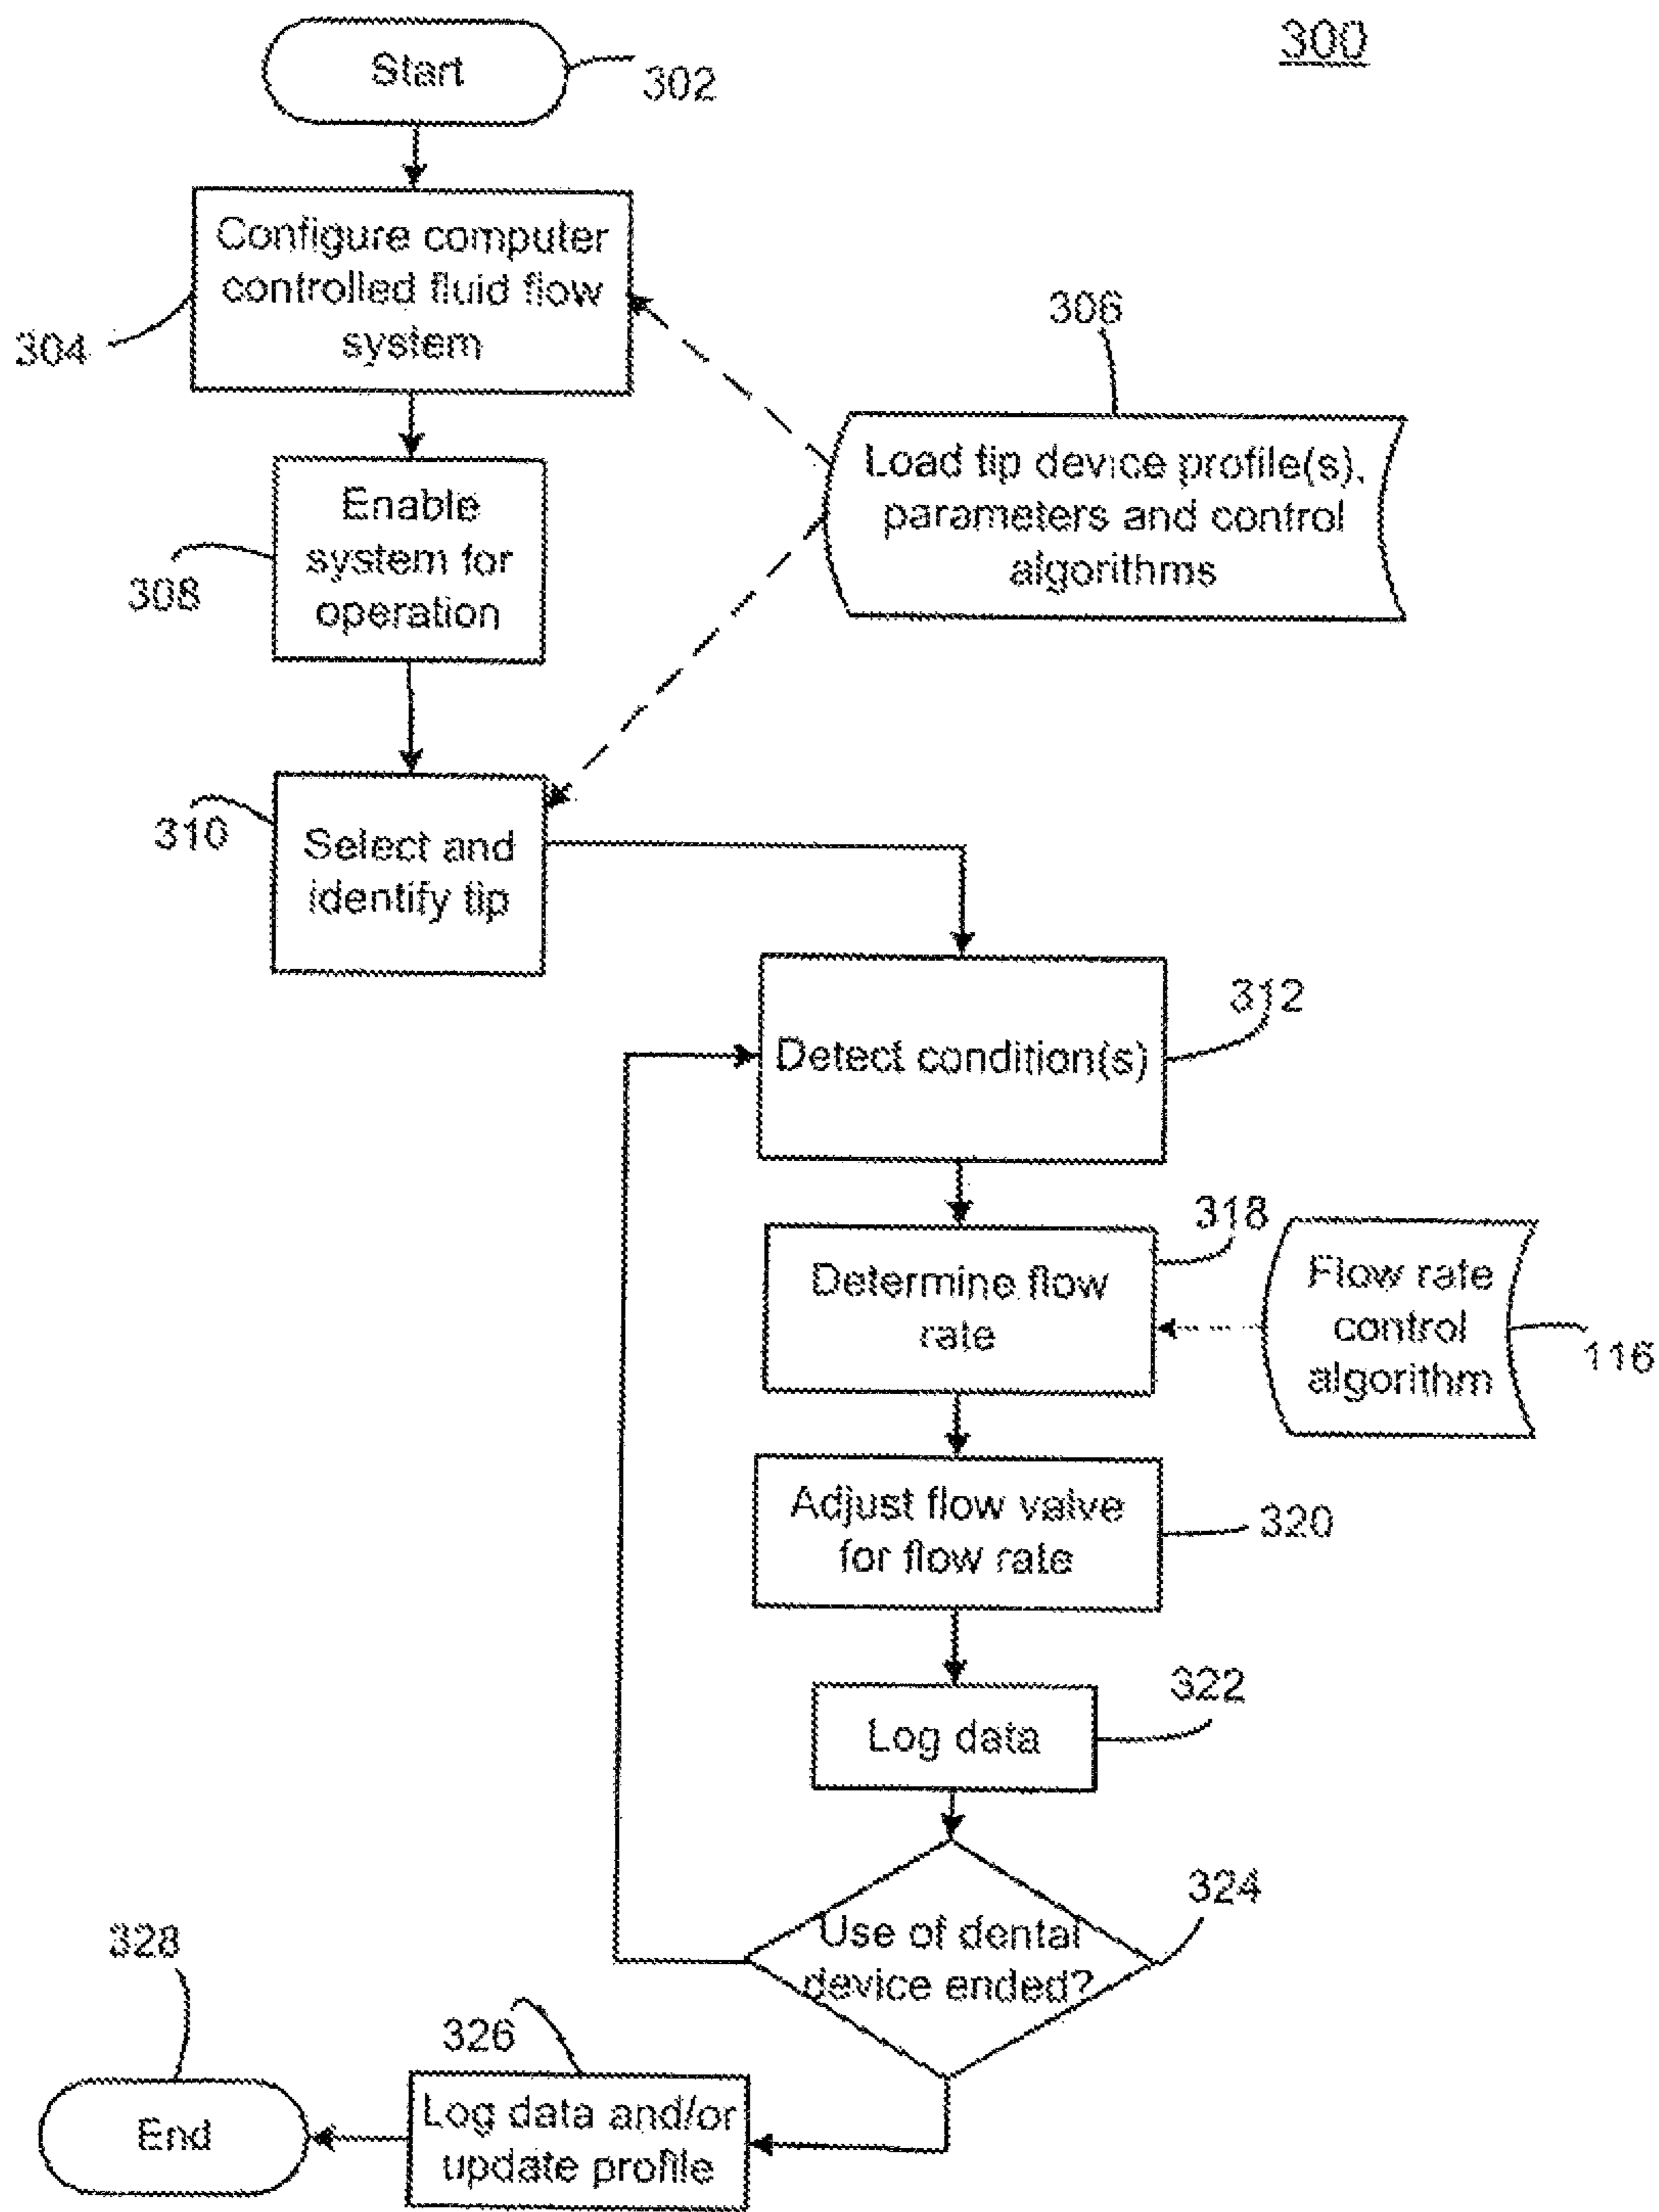 300
Start
302
Configure computer
controlled fluid flow
system
304
306
Load tip device profile(s),
parameters and control
algorithms
Enable
system for
operation
308
310
Select and
identify tip
312
Detect condition(s)
318
Determine flow
rate
Flow rate
control
algorithm
116
Adjust flow valve
for flow rate
320
322
Log data
324
Use of dental
device ended?
328
326
End
Log data and/or
update profile